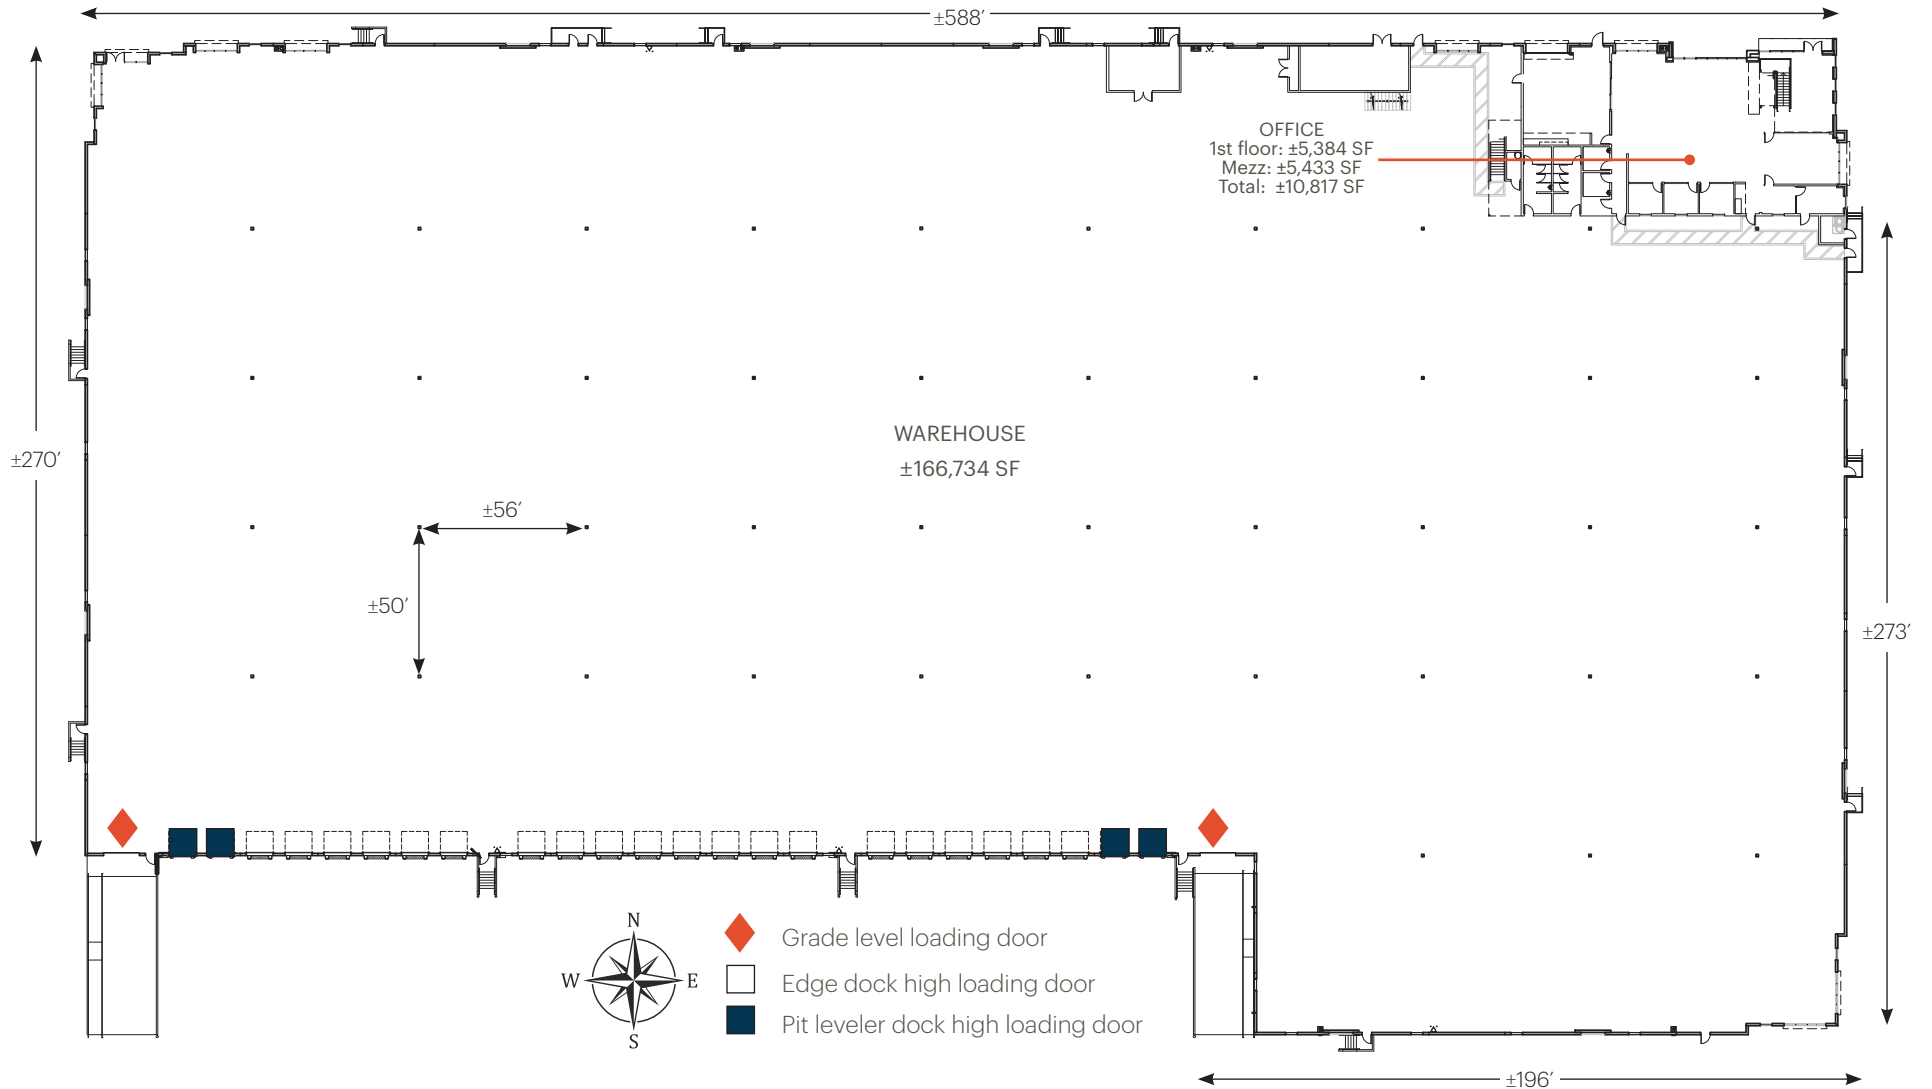 ±588’
OFFICE
1st floor: ±5,384 SF
Mezz: ±5,433 SF
Total: ±10,817 SF
WAREHOUSE
±166,734 SF
±270’
±56’
±50’
±273’
N
W E
S
Grade level loading door
Edge dock high loading door
Pit leveler dock high loading door
±196’